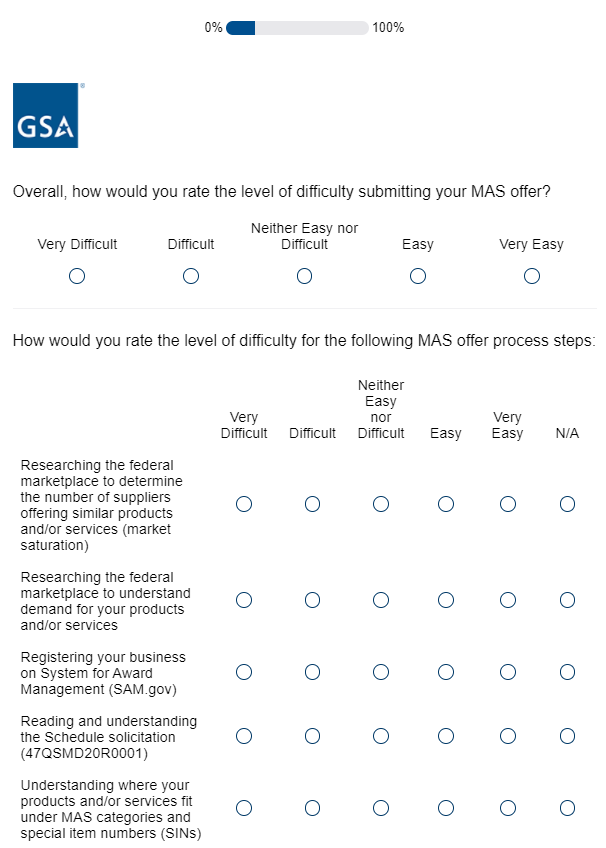 0% 100%
GSA
®
Overall, how would you rate the level of difficulty submitting your MAS offer?
Very Difficult Difficult Neither Easy nor Difficult Easy Very Easy
How would you rate the level of difficulty for the following MAS offer process steps:
Very Difficult Difficult Neither Easy nor Difficult Easy Very Easy N/A
Researching the federal
marketplace to determine
the number of suppliers
offering similar products
and/or services (market
saturation)
Researching the federal
marketplace to understand
demand for your products
and/or services
Registering your business
on System for Award
Management (SAM.gov)
Reading and understanding
the Schedule solicitation
(47QSMD20R0001)
Understanding where your
products and/or services fit
under MAS categories and
special item numbers (SINs)